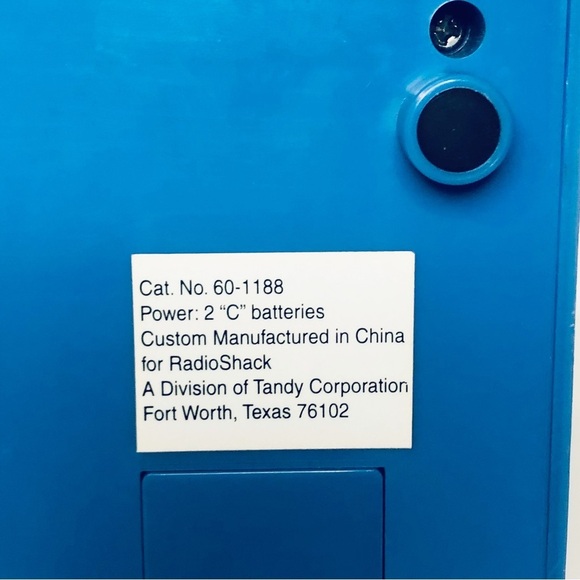 Cat. No. 60-1188
Power: 2 “C” batteries
Custom Manufactured in China
for RadioShack
A Division of Tandy Corporation
Fort Worth, Texas 76102